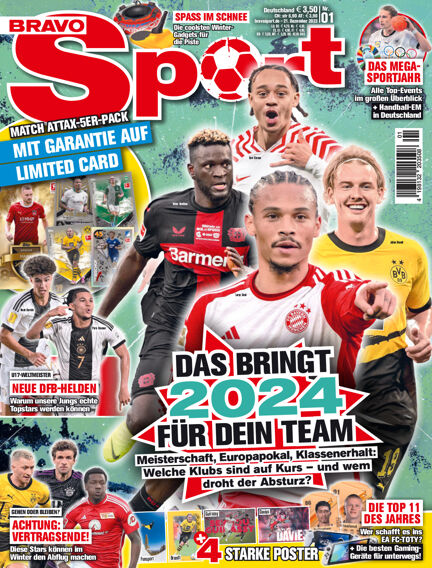 BRAVO
Sport
SPASS IM SCHNEE
Die coolsten Winter-
Gadgets für
die Piste
Deutschland € 3,50
Nr.
01
DAS MEGA-
SPORTJAHR
Alle Top-Events
im großen Überblick
+ Handball-EM
in Deutschland
MATCH ATTAX-5ER-PACK
MIT GARANTIE AUF
LIMITED CARD
Barmenia
BVB
7
19
U17-WELTMEISTER
NEUE DFB-HELDEN
Warum unsere Jungs echte
Topstars werden können
DAS BRINGT
2024
FÜR DEIN TEAM
Meisterschaft, Europapokal, Klassenerhalt:
Welche Klubs sind auf Kurs – und wem
droht der Absturz?
GEHEN ODER BLEIBEN?
ACHTUNG:
VERTRAGSENDE!
Diese Stars können im
Winter den Abflug machen
+4 STARKE POSTER
DIE TOP 11
DES JAHRES
Wer schafft es ins
EA FC-TOTY?
+ Die besten Gaming-
Geräte für unterwegs!